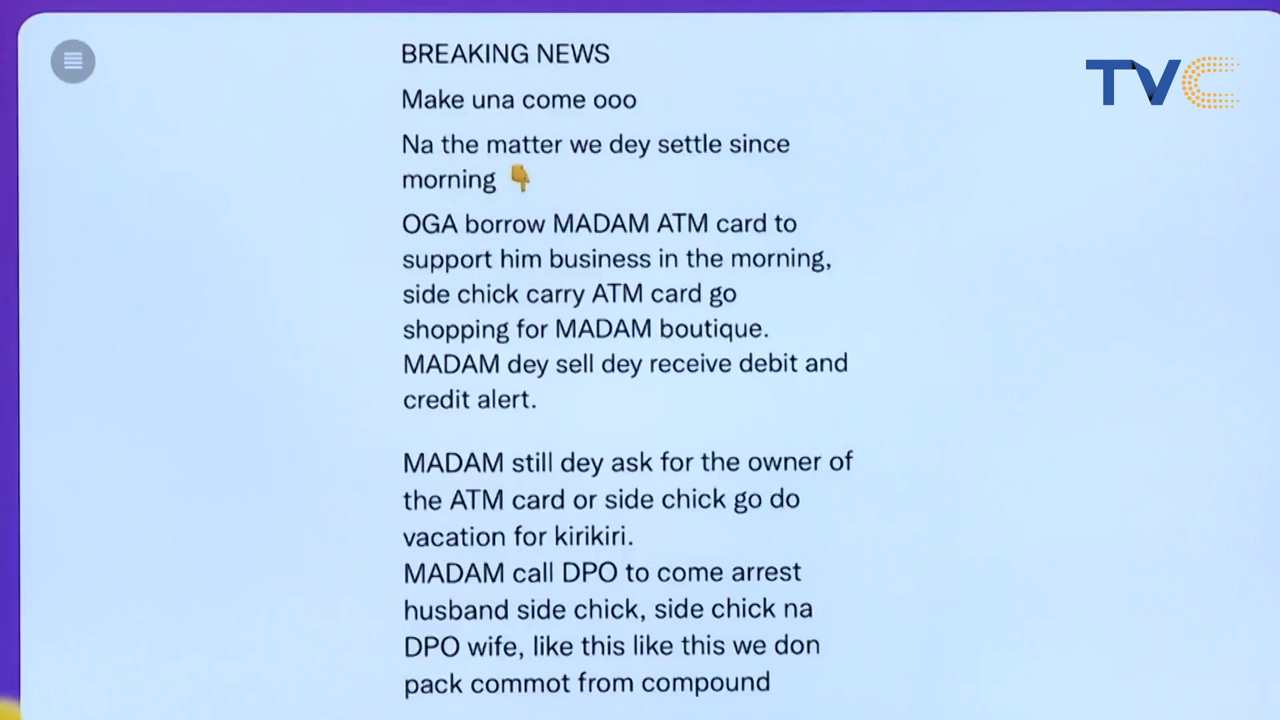 BREAKING NEWS
TVC
Make una come ooo
Na the matter we dey settle since
morning 👇
OGA borrow MADAM ATM card to
support him business in the morning,
side chick carry ATM card go
shopping for MADAM boutique.
MADAM dey sell dey receive debit and
credit alert.
MADAM still dey ask for the owner of
the ATM card or side chick go do
vacation for kirikiri.
MADAM call DPO to come arrest
husband side chick, side chick na
DPO wife, like this like this we don
pack commot from compound